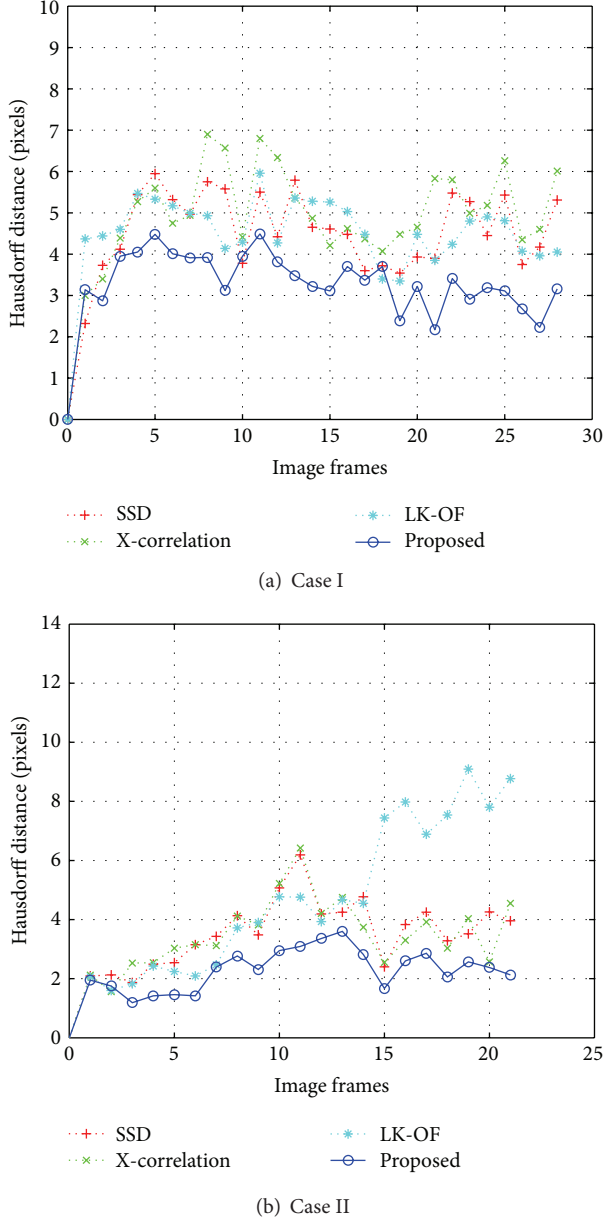 10
9
8
7
6
5
4
3
2
1
0
Hausdorff distance (pixels)
0 5 10 15 20 25 30
Image frames
SSD LK-OF
X-correlation Proposed
(a) Case I
14
12
10
8
6
4
2
0
Hausdorff distance (pixels)
0 5 10 15 20 25
Image frames
SSD LK-OF
X-correlation Proposed
(b) Case II